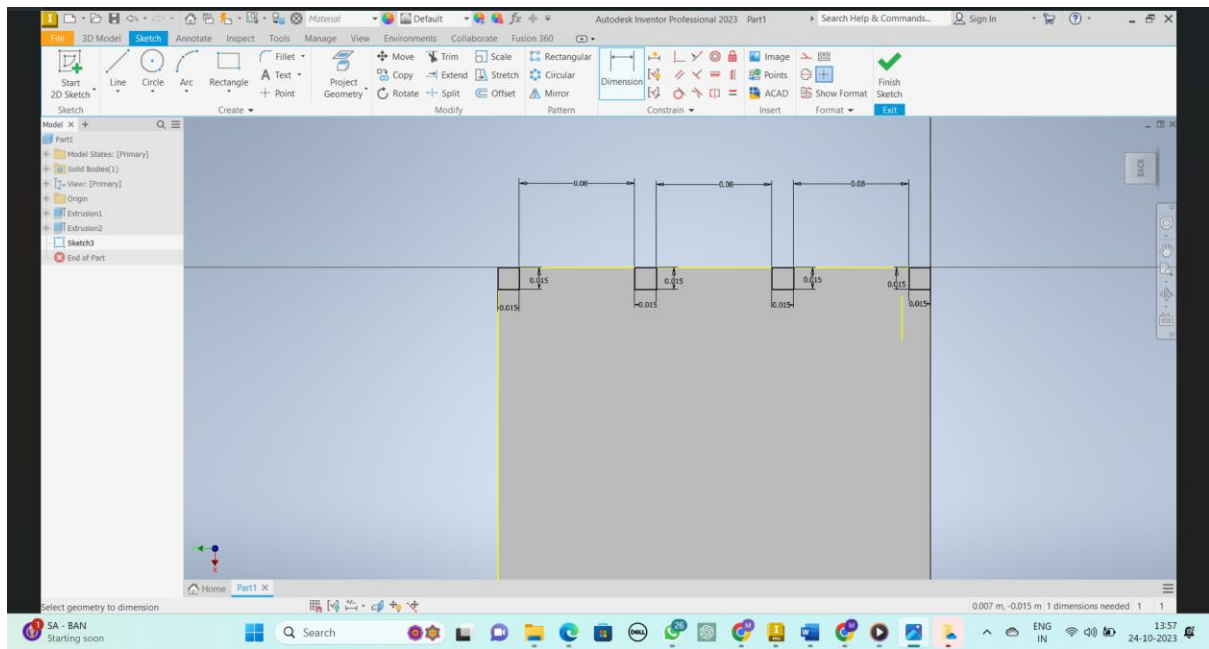 Material
Default
Autodesk Inventor Professional 2023 Part1
Search Help & Commands...
Sign In
File 3D Model Sketch Annotate Inspect Tools Manage View Environments Collaborate Fusion 360
Start
2D Sketch
Line
Circle
Arc
Rectangle
Fillet
Text
Point
Project
Geometry
Move
Copy
Rotate
Trim
Extend
Split
Scale
Stretch
Offset
Rectangular
Circular
Mirror
Dimension
Image
Points
ACAD
Show Format
Finish
Sketch
Sketch Create Modify Pattern Constrain Insert Format Exit
Model
Part1
Model States: [Primary]
Solid Bodies(1)
View: [Primary]
Origin
Extrusion1
Extrusion2
Sketch3
End of Part
BACK
0.08 0.08 0.08
0.015 0.015 0.015 0.015
0.015 0.015 0.015 0.015
X
Home Part1
Select geometry to dimension
0.007 m, -0.015 m 1 dimensions needed 1 1
SA - BAN
Starting soon
Search
DELL
26
ENG
IN
13:57
24-10-2023